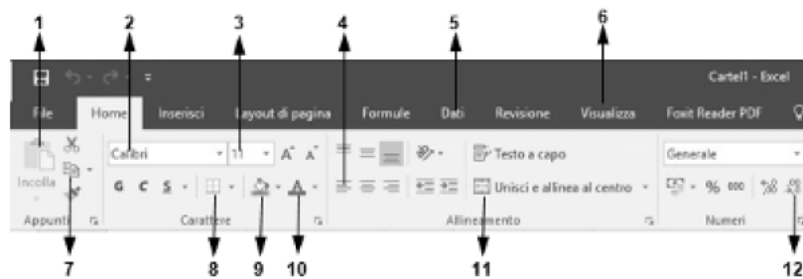 1 2 3 4 5 6
Cartel1 - Excel
File Home Inserisci Layout di pagina Formule Dati Revisione Visualizza Foxit Reader PDF
Calibri 11 A A Testo a capo Generale
Incolla G C S A Unisci e allinea al centro % 000
Appunti Carattere Allineamento Numeri
7 8 9 10 11 12